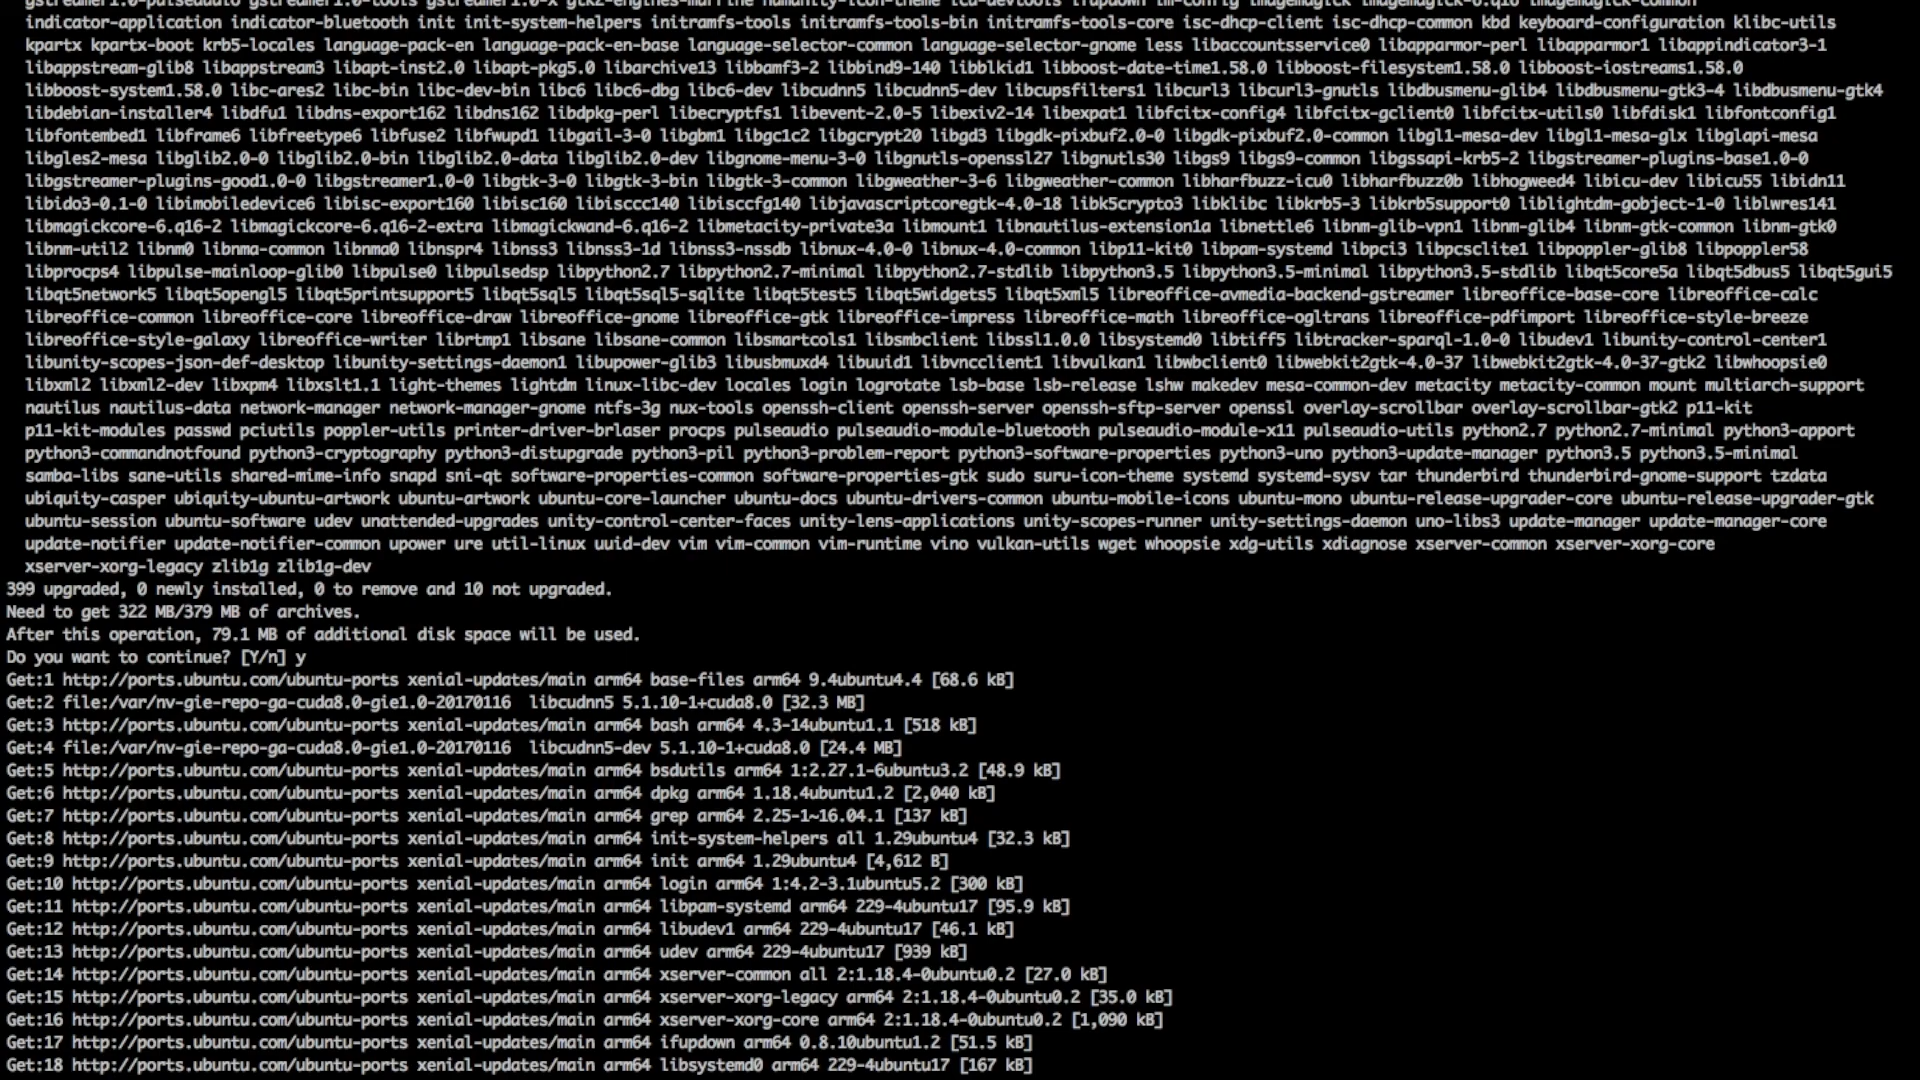 gstreamer1.0-pulseaudio gstreamer1.0-tools gstreamer1.0-x gtk2-engines-murrine humanity-icon-theme icu-devtools ifupdown im-config imagemagick imagemagick-6.q16 imagemagick-common
indicator-application indicator-bluetooth init init-system-helpers initramfs-tools initramfs-tools-bin initramfs-tools-core isc-dhcp-client isc-dhcp-common kbd keyboard-configuration klibc-utils
kpartx kpartx-boot krb5-locales language-pack-en language-pack-en-base language-selector-common language-selector-gnome less libaccountsservice0 libapparmor-perl libapparmor1 libappindicator3-1
libappstream-glib8 libappstream3 libapt-inst2.0 libapt-pkg5.0 libarchive13 libbamf3-2 libbind9-140 libblkid1 libboost-date-time1.58.0 libboost-filesystem1.58.0 libboost-iostreams1.58.0
libboost-system1.58.0 libc-ares2 libc-bin libc-dev-bin libc6 libc6-dbg libc6-dev libcudnn5 libcudnn5-dev libcupsfilters1 libcurl3 libcurl3-gnutls libdbusmenu-glib4 libdbusmenu-gtk3-4 libdbusmenu-gtk4
libdebian-installer4 libdfu1 libdns-export162 libdns162 libdpkg-perl libecryptfs1 libevent-2.0-5 libexiv2-14 libexpat1 libfcitx-config4 libfcitx-gclient0 libfcitx-utils0 libfdisk1 libfontconfig1
libfontembed1 libframe6 libfreetype6 libfuse2 libfwupd1 libgail-3-0 libgbm1 libgc1c2 libgcrypt20 libgd3 libgdk-pixbuf2.0-0 libgdk-pixbuf2.0-common libgl1-mesa-dev libgl1-mesa-glx libglapi-mesa
libgles2-mesa libglib2.0-0 libglib2.0-bin libglib2.0-data libglib2.0-dev libgnome-menu-3-0 libgnutls-openssl27 libgnutls30 libgs9 libgs9-common libgssapi-krb5-2 libgstreamer-plugins-base1.0-0
libgstreamer-plugins-good1.0-0 libgstreamer1.0-0 libgtk-3-0 libgtk-3-bin libgtk-3-common libgweather-3-6 libgweather-common libharfbuzz-icu0 libharfbuzz0b libhogweed4 libicu-dev libicu55 libidn11
libido3-0.1-0 libimobiledevice6 libisc-export160 libisc160 libisccc140 libisccfg140 libjavascriptcoregtk-4.0-18 libk5crypto3 libklibc libkrb5-3 libkrb5support0 liblightdm-gobject-1-0 liblwres141
libmagickcore-6.q16-2 libmagickcore-6.q16-2-extra libmagickwand-6.q16-2 libmetacity-private3a libmount1 libnautilus-extension1a libnettle6 libnm-glib-vpn1 libnm-glib4 libnm-gtk-common libnm-gtk0
libnm-util2 libnm0 libnma-common libnma0 libnspr4 libnss3 libnss3-1d libnss3-nssdb libnux-4.0-0 libnux-4.0-common libp11-kit0 libpam-systemd libpci3 libpcsclite1 libpoppler-glib8 libpoppler58
libprocps4 libpulse-mainloop-glib0 libpulse0 libpulsedsp libpython2.7 libpython2.7-minimal libpython2.7-stdlib libpython3.5 libpython3.5-minimal libpython3.5-stdlib libqt5core5a libqt5dbus5 libqt5gui5
libqt5network5 libqt5opengl5 libqt5printsupport5 libqt5sql5 libqt5sql5-sqlite libqt5test5 libqt5widgets5 libqt5xml5 libreoffice-avmedia-backend-gstreamer libreoffice-base-core libreoffice-calc
libreoffice-common libreoffice-core libreoffice-draw libreoffice-gnome libreoffice-gtk libreoffice-impress libreoffice-math libreoffice-ogltrans libreoffice-pdfimport libreoffice-style-breeze
libreoffice-style-galaxy libreoffice-writer librtmp1 libsane libsane-common libsmartcols1 libsmbclient libssl1.0.0 libsystemd0 libtiff5 libtracker-sparql-1.0-0 libudev1 libunity-control-center1
libunity-scopes-json-def-desktop libunity-settings-daemon1 libupower-glib3 libusbmuxd4 libuuid1 libvncclient1 libvulkan1 libwbclient0 libwebkit2gtk-4.0-37 libwebkit2gtk-4.0-37-gtk2 libwhoopsie0
libxml2 libxml2-dev libxpm4 libxslt1.1 light-themes lightdm linux-libc-dev locales login logrotate lsb-base lsb-release lshw makedev mesa-common-dev metacity metacity-common mount multiarch-support
nautilus nautilus-data network-manager network-manager-gnome ntfs-3g nux-tools openssh-client openssh-server openssh-sftp-server openssl overlay-scrollbar overlay-scrollbar-gtk2 p11-kit
p11-kit-modules passwd pciutils poppler-utils printer-driver-brlaser procps pulseaudio pulseaudio-module-bluetooth pulseaudio-module-x11 pulseaudio-utils python2.7 python2.7-minimal python3-apport
python3-commandnotfound python3-cryptography python3-distupgrade python3-pil python3-problem-report python3-software-properties python3-uno python3-update-manager python3.5 python3.5-minimal
samba-libs sane-utils shared-mime-info snapd sni-qt software-properties-common software-properties-gtk sudo suru-icon-theme systemd systemd-sysv tar thunderbird thunderbird-gnome-support tzdata
ubiquity-casper ubiquity-ubuntu-artwork ubuntu-artwork ubuntu-core-launcher ubuntu-docs ubuntu-drivers-common ubuntu-mobile-icons ubuntu-mono ubuntu-release-upgrader-core ubuntu-release-upgrader-gtk
ubuntu-session ubuntu-software udev unattended-upgrades unity-control-center-faces unity-lens-applications unity-scopes-runner unity-settings-daemon uno-libs3 update-manager update-manager-core
update-notifier update-notifier-common upower ure util-linux uuid-dev vim vim-common vim-runtime vino vulkan-utils wget whoopsie xdg-utils xdiagnose xserver-common xserver-xorg-core
xserver-xorg-legacy zlib1g zlib1g-dev
399 upgraded, 0 newly installed, 0 to remove and 10 not upgraded.
Need to get 322 MB/379 MB of archives.
After this operation, 79.1 MB of additional disk space will be used.
Do you want to continue? [Y/n] y
Get:1 http://ports.ubuntu.com/ubuntu-ports xenial-updates/main arm64 base-files arm64 9.4ubuntu4.4 [68.6 kB]
Get:2 file:/var/nv-gie-repo-ga-cuda8.0-gie1.0-20170116  libcudnn5 5.1.10-1+cuda8.0 [32.3 MB]
Get:3 http://ports.ubuntu.com/ubuntu-ports xenial-updates/main arm64 bash arm64 4.3-14ubuntu1.1 [518 kB]
Get:4 file:/var/nv-gie-repo-ga-cuda8.0-gie1.0-20170116  libcudnn5-dev 5.1.10-1+cuda8.0 [24.4 MB]
Get:5 http://ports.ubuntu.com/ubuntu-ports xenial-updates/main arm64 bsdutils arm64 1:2.27.1-6ubuntu3.2 [48.9 kB]
Get:6 http://ports.ubuntu.com/ubuntu-ports xenial-updates/main arm64 dpkg arm64 1.18.4ubuntu1.2 [2,040 kB]
Get:7 http://ports.ubuntu.com/ubuntu-ports xenial-updates/main arm64 grep arm64 2.25-1~16.04.1 [137 kB]
Get:8 http://ports.ubuntu.com/ubuntu-ports xenial-updates/main arm64 init-system-helpers all 1.29ubuntu4 [32.3 kB]
Get:9 http://ports.ubuntu.com/ubuntu-ports xenial-updates/main arm64 init arm64 1.29ubuntu4 [4,612 B]
Get:10 http://ports.ubuntu.com/ubuntu-ports xenial-updates/main arm64 login arm64 1:4.2-3.1ubuntu5.2 [300 kB]
Get:11 http://ports.ubuntu.com/ubuntu-ports xenial-updates/main arm64 libpam-systemd arm64 229-4ubuntu17 [95.9 kB]
Get:12 http://ports.ubuntu.com/ubuntu-ports xenial-updates/main arm64 libudev1 arm64 229-4ubuntu17 [46.1 kB]
Get:13 http://ports.ubuntu.com/ubuntu-ports xenial-updates/main arm64 udev arm64 229-4ubuntu17 [939 kB]
Get:14 http://ports.ubuntu.com/ubuntu-ports xenial-updates/main arm64 xserver-common all 2:1.18.4-0ubuntu0.2 [27.0 kB]
Get:15 http://ports.ubuntu.com/ubuntu-ports xenial-updates/main arm64 xserver-xorg-legacy arm64 2:1.18.4-0ubuntu0.2 [35.0 kB]
Get:16 http://ports.ubuntu.com/ubuntu-ports xenial-updates/main arm64 xserver-xorg-core arm64 2:1.18.4-0ubuntu0.2 [1,090 kB]
Get:17 http://ports.ubuntu.com/ubuntu-ports xenial-updates/main arm64 ifupdown arm64 0.8.10ubuntu1.2 [51.5 kB]
Get:18 http://ports.ubuntu.com/ubuntu-ports xenial-updates/main arm64 libsystemd0 arm64 229-4ubuntu17 [167 kB]